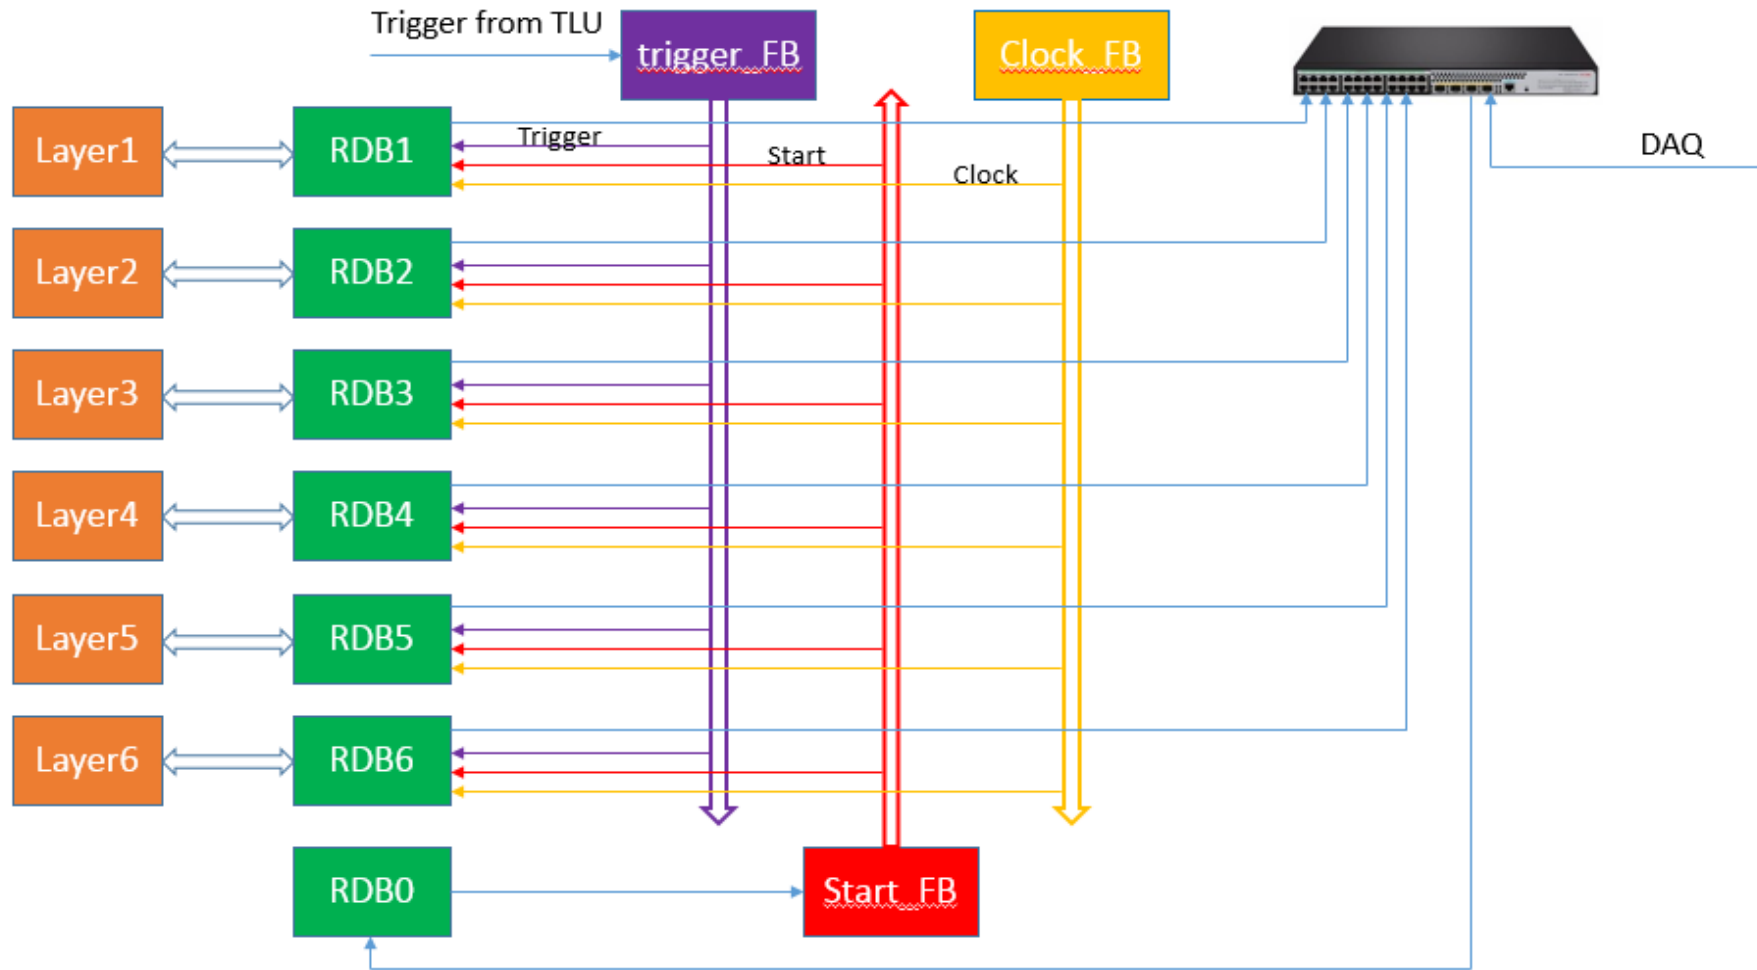 Trigger from TLU
trigger_FB
Clock_FB
Layer1
RDB1
Trigger
Start
Clock
DAQ
Layer2
RDB2
Layer3
RDB3
Layer4
RDB4
Layer5
RDB5
Layer6
RDB6
RDB0
Start_FB